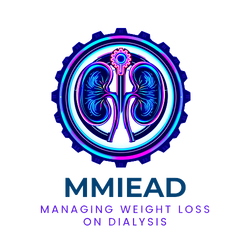 MMIEAD
MANAGING WEIGHT LOSS
ON DIALYSIS